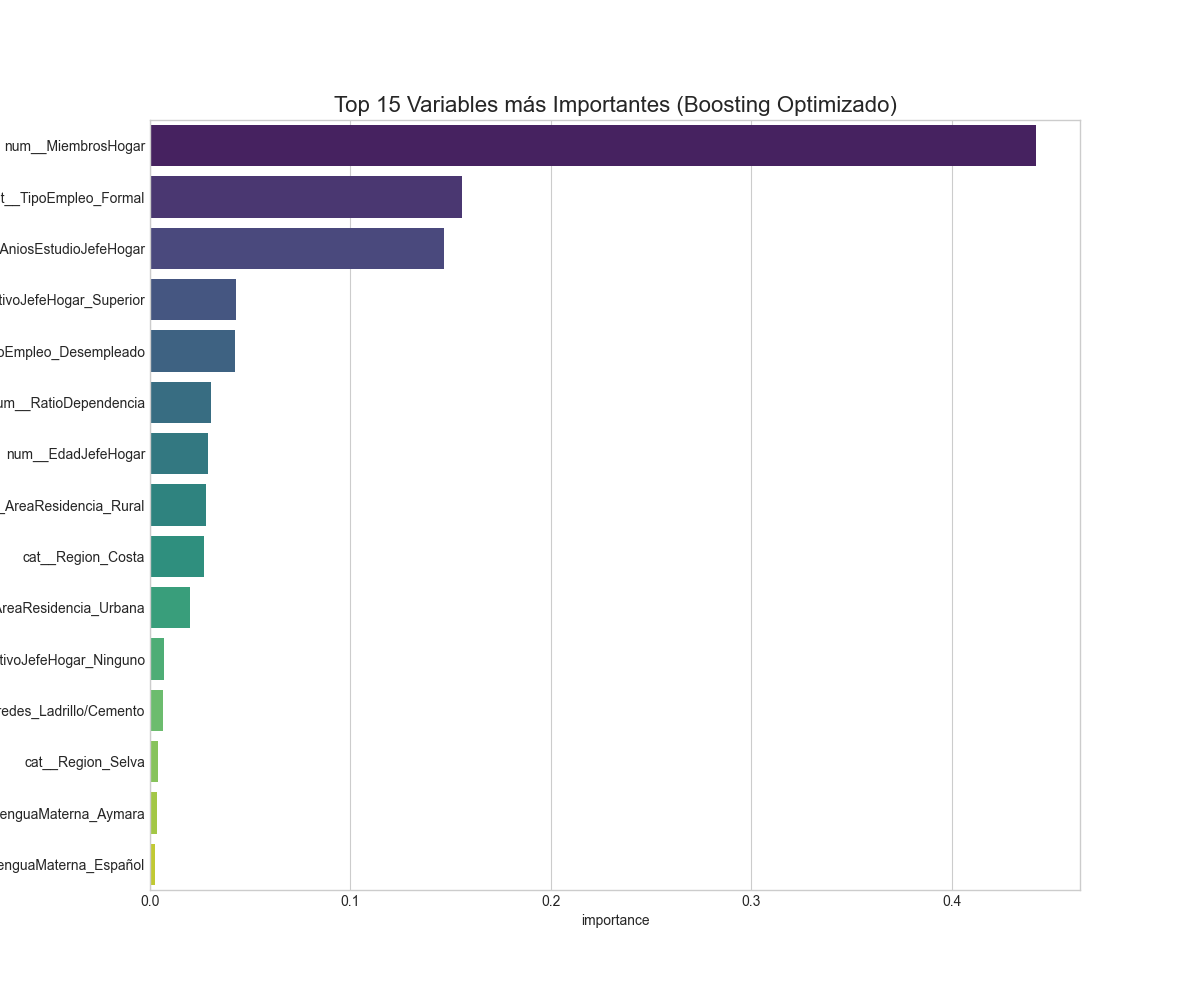 Top 15 Variables más Importantes (Boosting Optimizado)
num__MiembrosHogar
t__TipoEmpleo_Formal
AniosEstudioJefeHogar
tivoJefeHogar_Superior
oEmpleo_Desempleado
um__RatioDependencia
num__EdadJefeHogar
_AreaResidencia_Rural
cat__Region_Costa
AreaResidencia_Urbana
tivoJefeHogar_Ninguno
redes_Ladrillo/Cemento
cat__Region_Selva
enguaMaterna_Aymara
enguaMaterna_Español
0.0 0.1 0.2 0.3 0.4
importance